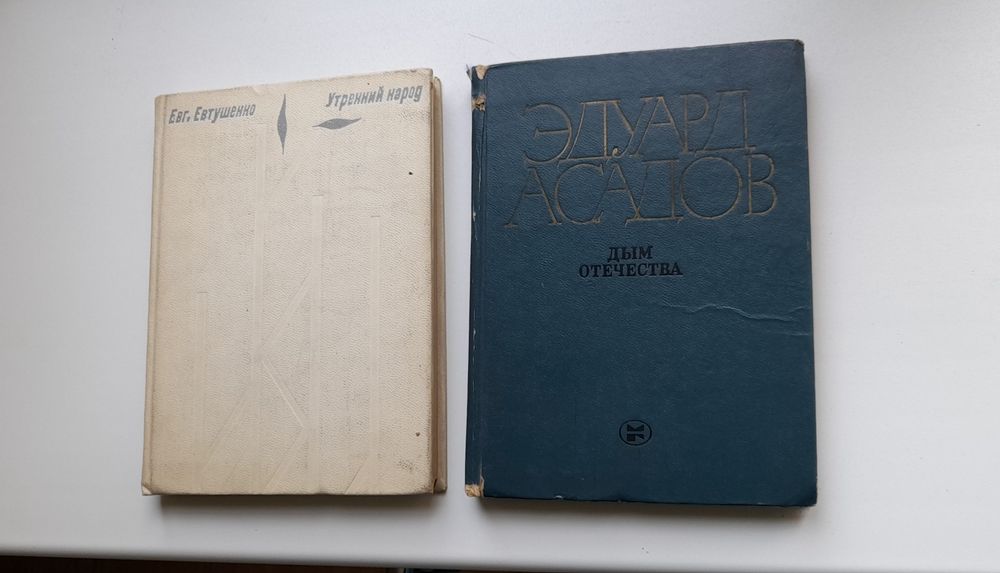 Евг. Евтушенко
Утренний народ
ЭДУАРД
АСАДОВ
ДЫМ
ОТЕЧЕСТВА